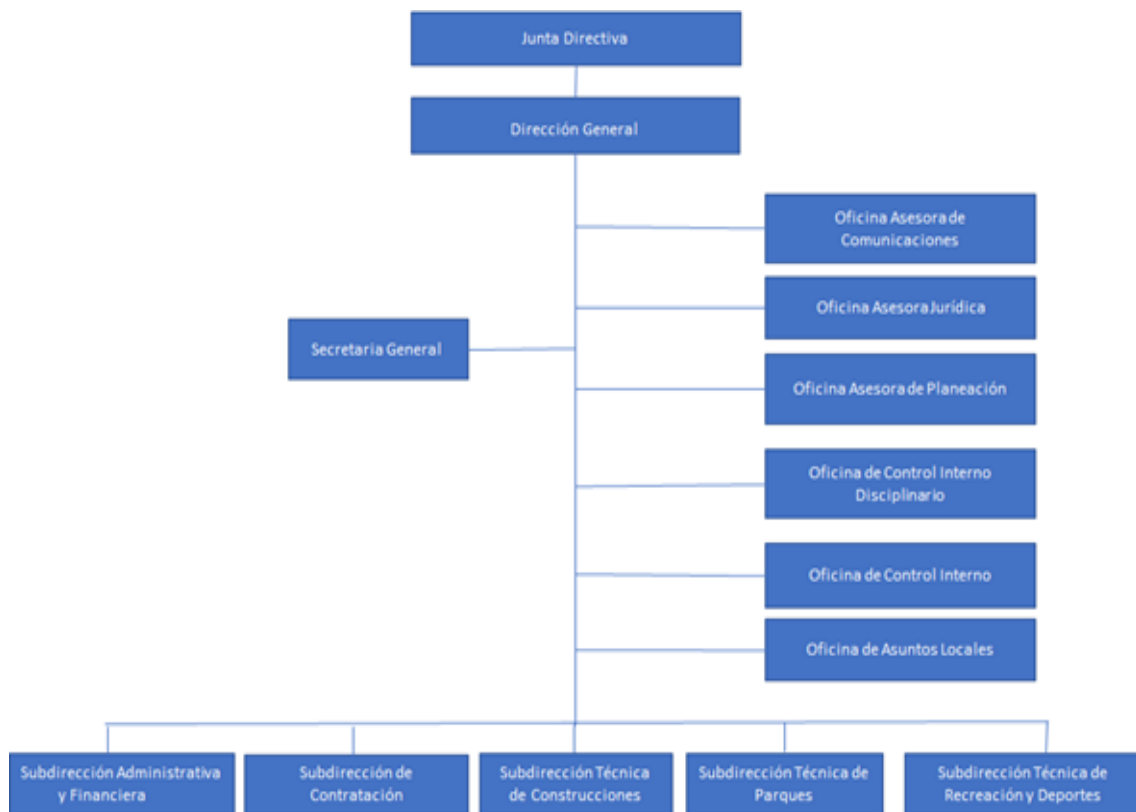 Junta Directiva
Dirección General
Oficina Asesora de
Comunicaciones
Oficina Asesora Jurídica
Secretaria General
Oficina Asesora de Planeación
Oficina de Control Interno
Disciplinario
Oficina de Control Interno
Oficina de Asuntos Locales
Subdirección Administrativa
y Financiera
Subdirección de
Contratación
Subdirección Técnica
de Construcciones
Subdirección Técnica de
Parques
Subdirección Técnica de
Recreación y Deportes